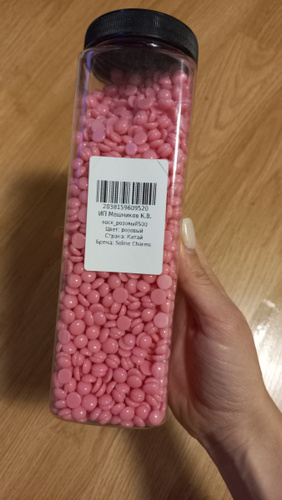 2038159609520
ИП Мошников К.В.
воск_розовый500
Цвет: розовый
Страна: Китай
Бренд: Soline Charms